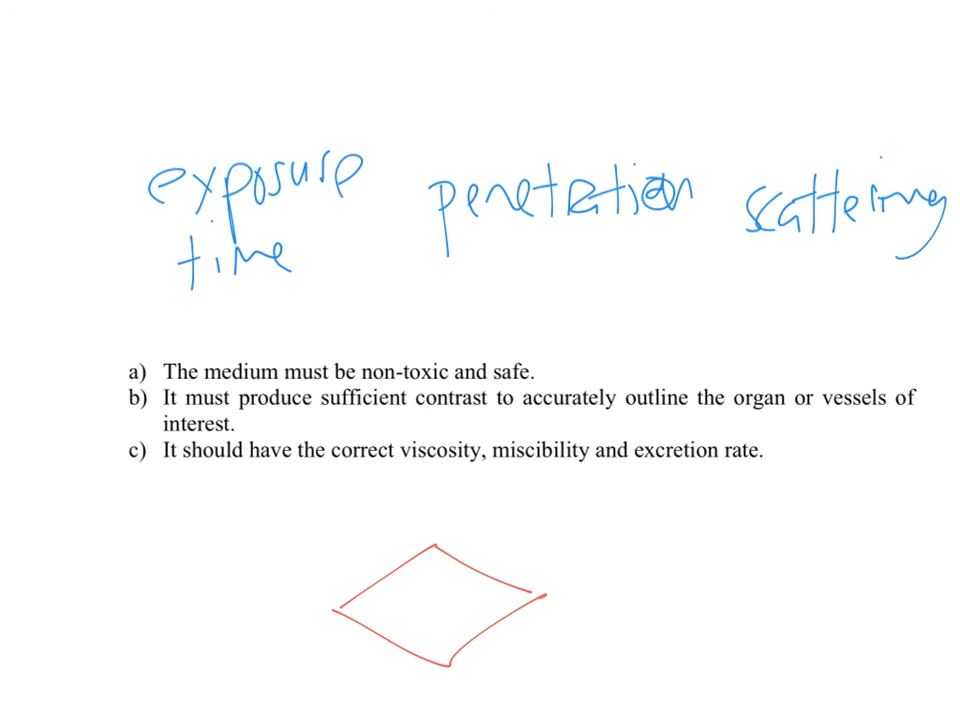 exposure penetration scattering
time
a) The medium must be non-toxic and safe.
b) It must produce sufficient contrast to accurately outline the organ or vessels of
interest.
c) It should have the correct viscosity, miscibility and excretion rate.